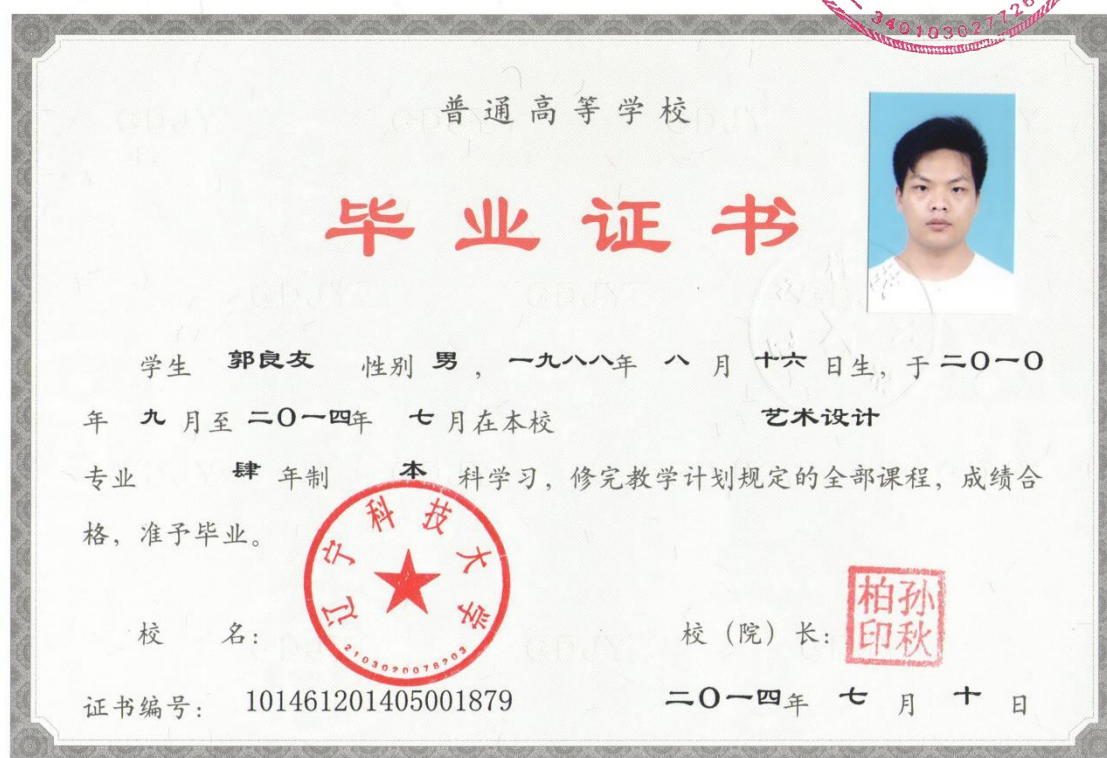 340103027726
普通高等学校
毕业证书
学生 郭良友 性别 男 , 一九八八年 八 月 十六 日生, 于二〇一〇
年 九 月至 二〇一四年 七 月在本校 艺术设计
专业 肆 年制 本 科学习, 修完教学计划规定的全部课程, 成绩合
格, 准予毕业。
辽宁科技大学
2103020078203
校 名:
校(院)长:
孙秋柏印
证书编号: 101461201405001879
二〇一四年 七 月 十 日